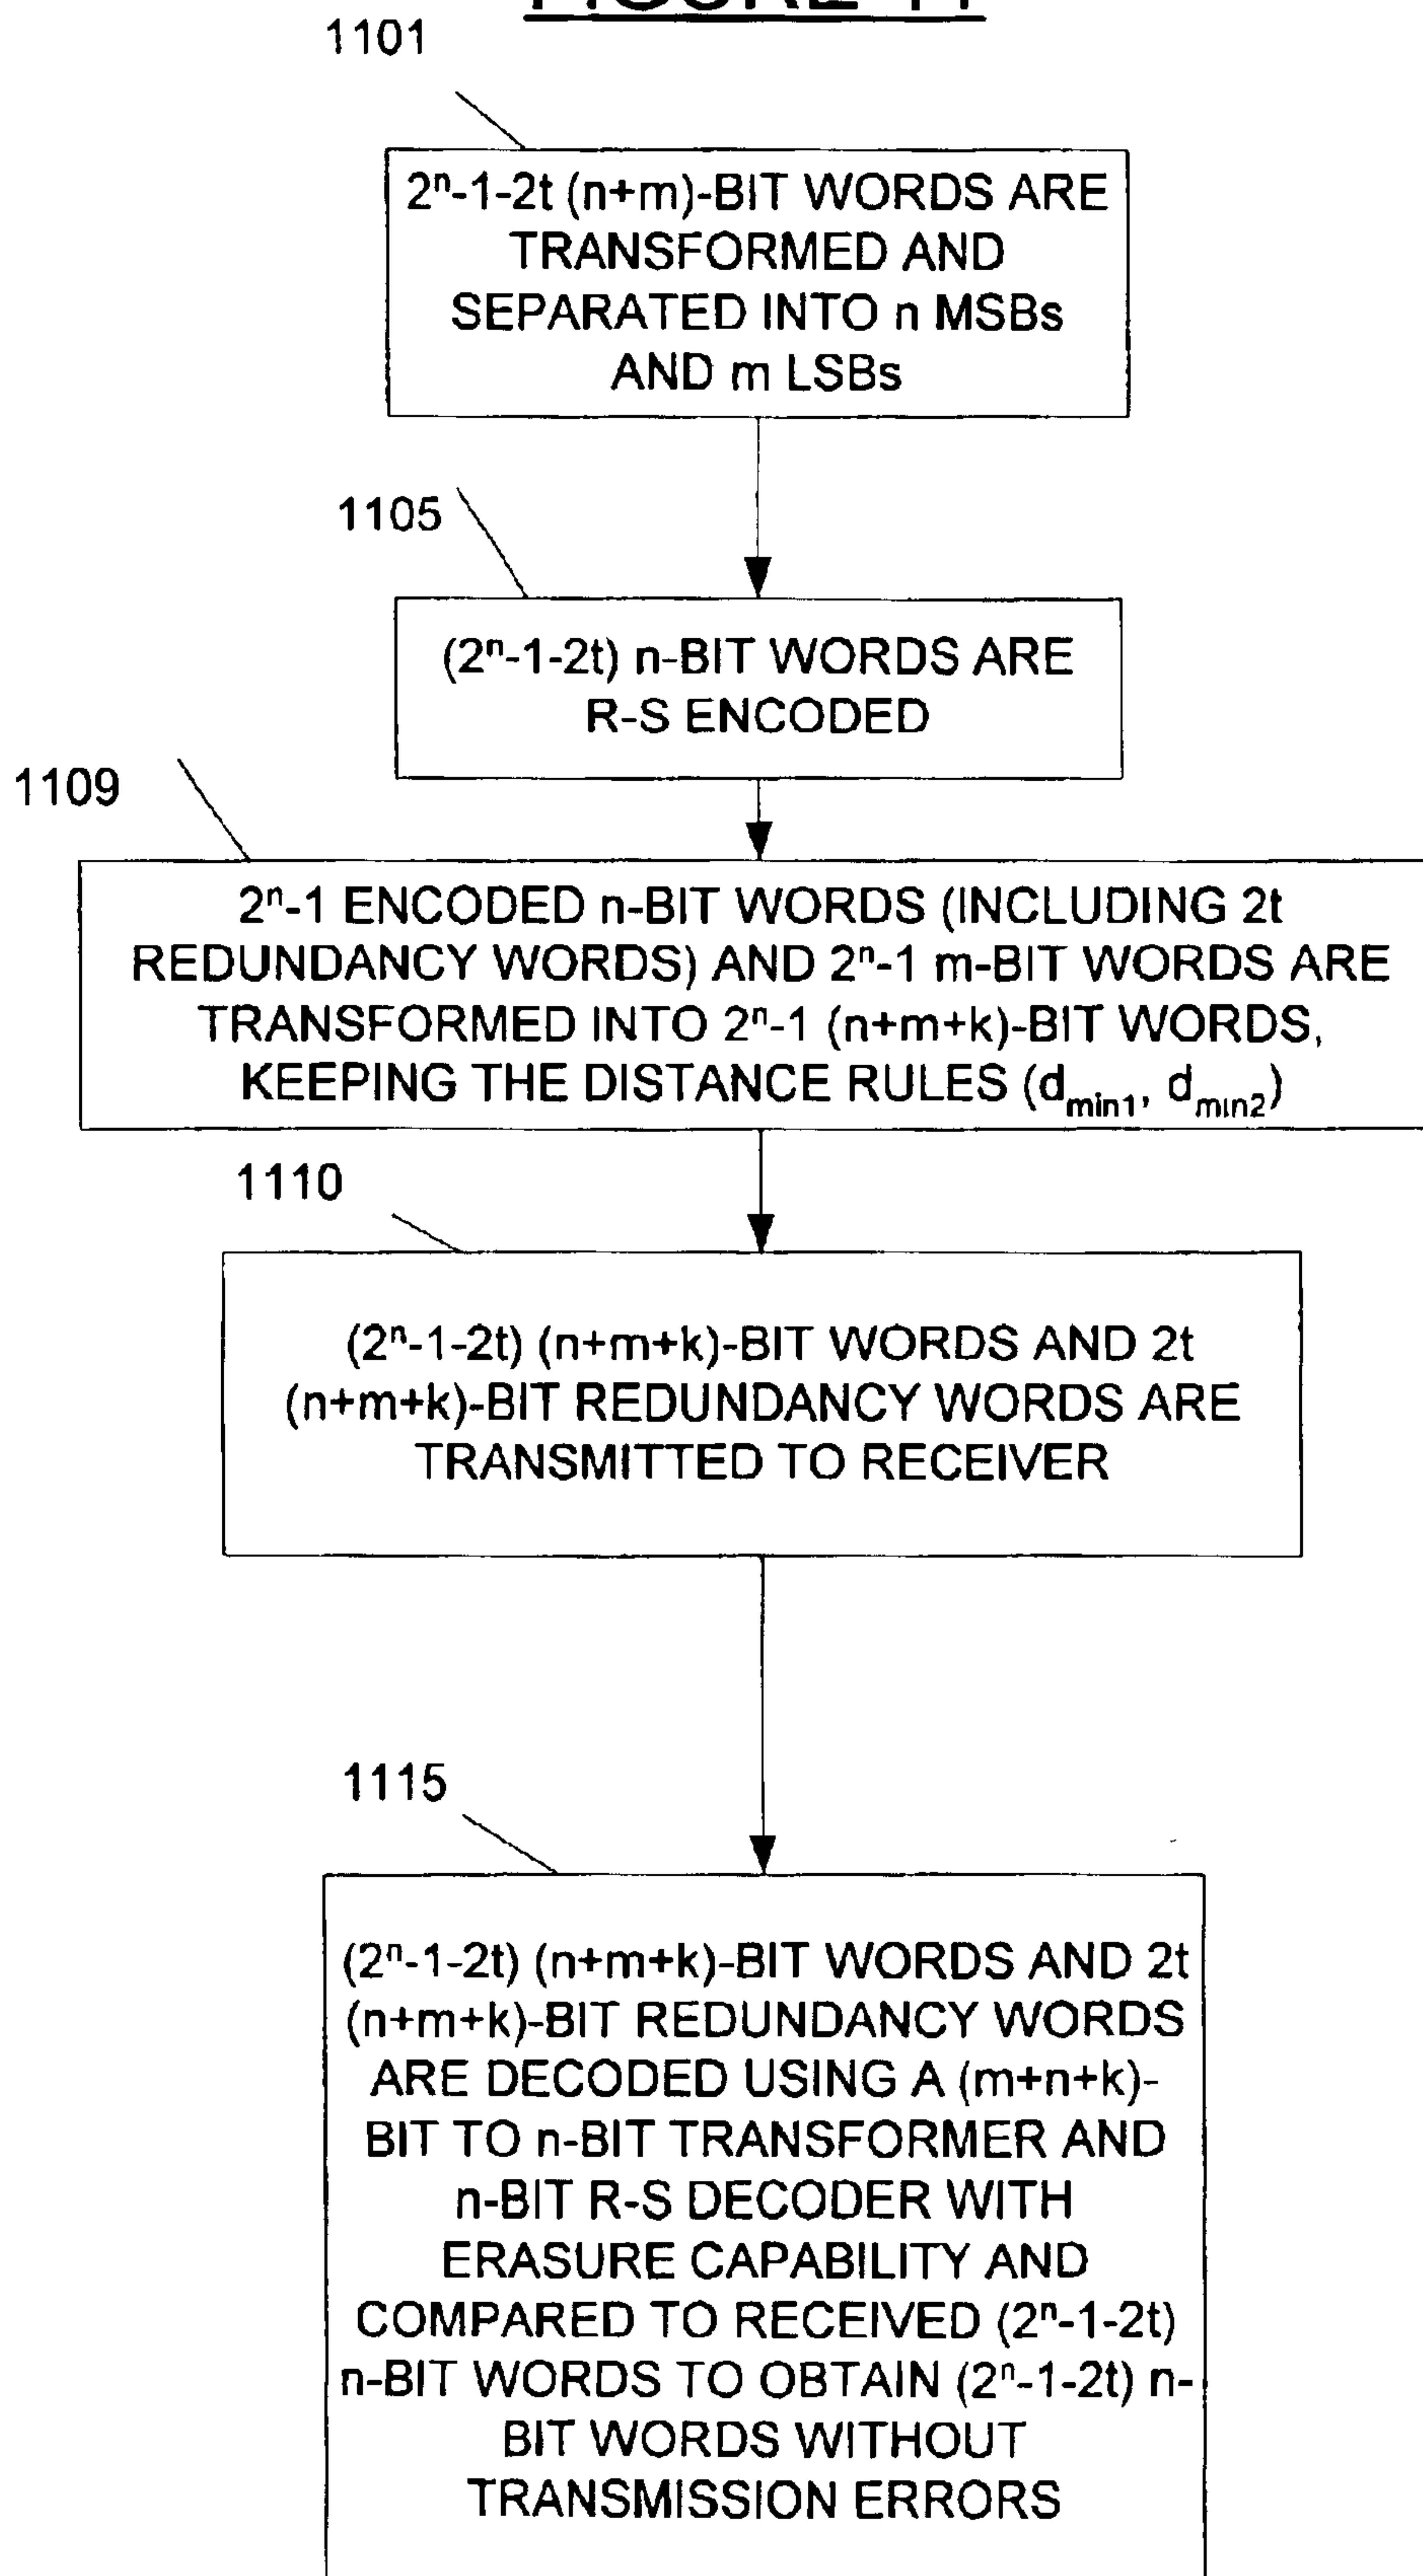 FIGURE 11
1101
2ⁿ-1-2t (n+m)-BIT WORDS ARE
TRANSFORMED AND
SEPARATED INTO n MSBs
AND m LSBs
1105
(2ⁿ-1-2t) n-BIT WORDS ARE
R-S ENCODED
1109
2ⁿ-1 ENCODED n-BIT WORDS (INCLUDING 2t
REDUNDANCY WORDS) AND 2ⁿ-1 m-BIT WORDS ARE
TRANSFORMED INTO 2ⁿ-1 (n+m+k)-BIT WORDS,
KEEPING THE DISTANCE RULES (d_min1, d_min2)
1110
(2ⁿ-1-2t) (n+m+k)-BIT WORDS AND 2t
(n+m+k)-BIT REDUNDANCY WORDS ARE
TRANSMITTED TO RECEIVER
1115
(2ⁿ-1-2t) (n+m+k)-BIT WORDS AND 2t
(n+m+k)-BIT REDUNDANCY WORDS
ARE DECODED USING A (m+n+k)-
BIT TO n-BIT TRANSFORMER AND
n-BIT R-S DECODER WITH
ERASURE CAPABILITY AND
COMPARED TO RECEIVED (2ⁿ-1-2t)
n-BIT WORDS TO OBTAIN (2ⁿ-1-2t) n-
BIT WORDS WITHOUT
TRANSMISSION ERRORS